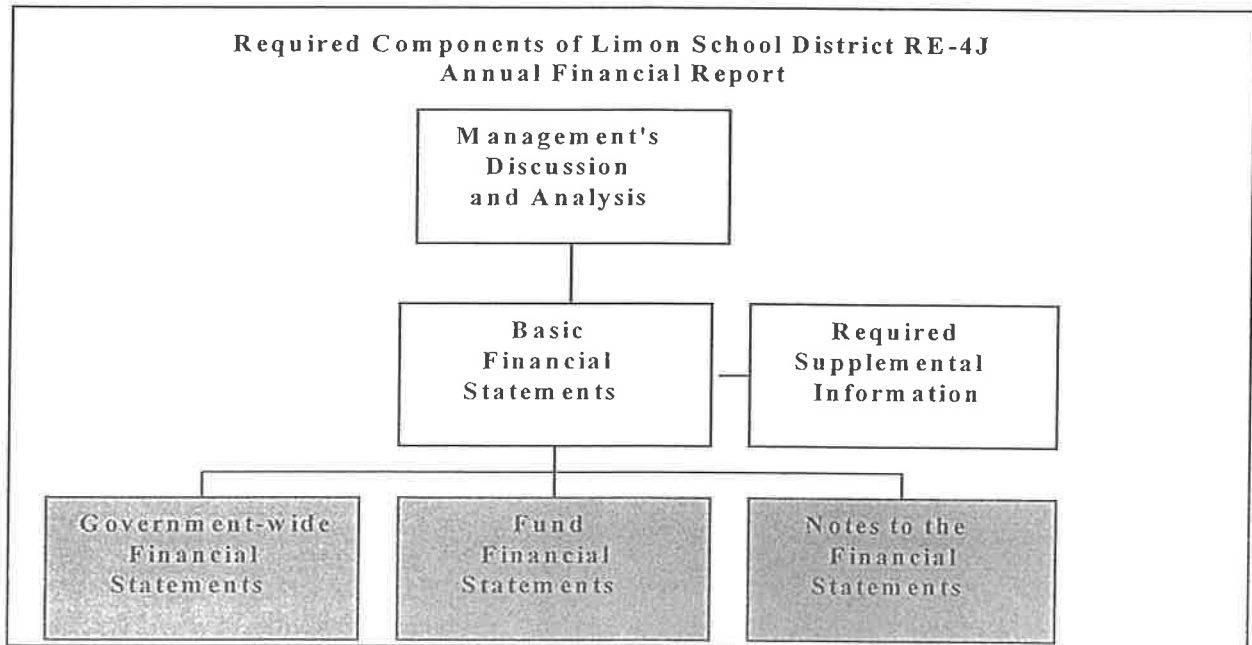 Required Components of Limon School District RE-4J
Annual Financial Report
Management's
Discussion
and Analysis
Basic
Financial
Statements
Required
Supplemental
Information
Government-wide
Financial
Statements
Fund
Financial
Statements
Notes to the
Financial
Statements